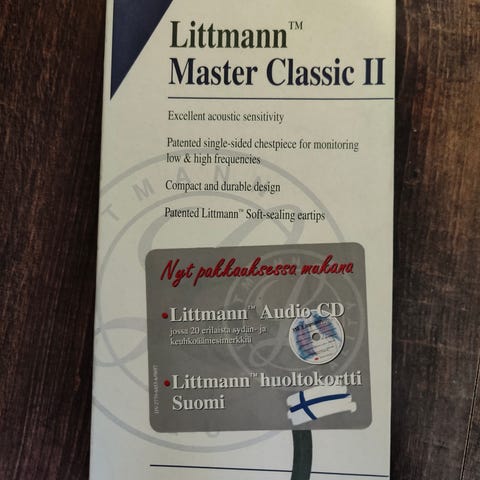 Littmann™
Master Classic II
Excellent acoustic sensitivity
Patented single-sided chestpiece for monitoring
low & high frequencies
Compact and durable design
Patented Littmann™ Soft-sealing eartips
Nyt pakkauksessa mukana
•Littmann™ Audio-CD
jossa 20 erilaista sydän- ja
keuhkoäänesimerkkiä
•Littmann™ huoltokortti
Suomi